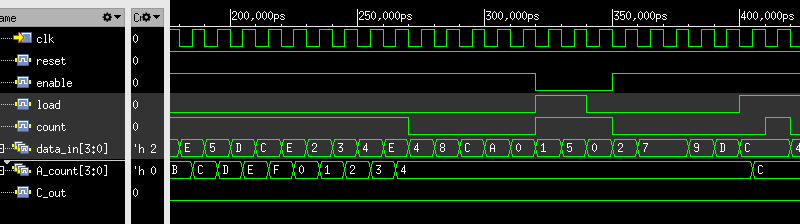 ame Cr 200,000ps 250,000ps 300,000ps 350,000ps 400,000ps
clk 0
reset 0
enable 0
load 0
count 0
data_in[3:0] 'h 2 E 5 D C E 2 3 4 E 4 8 C A 0 1 5 0 2 7 9 D C 4
A_count[3:0] 'h 0 B C D E F 0 1 2 3 4 C
C_out 0